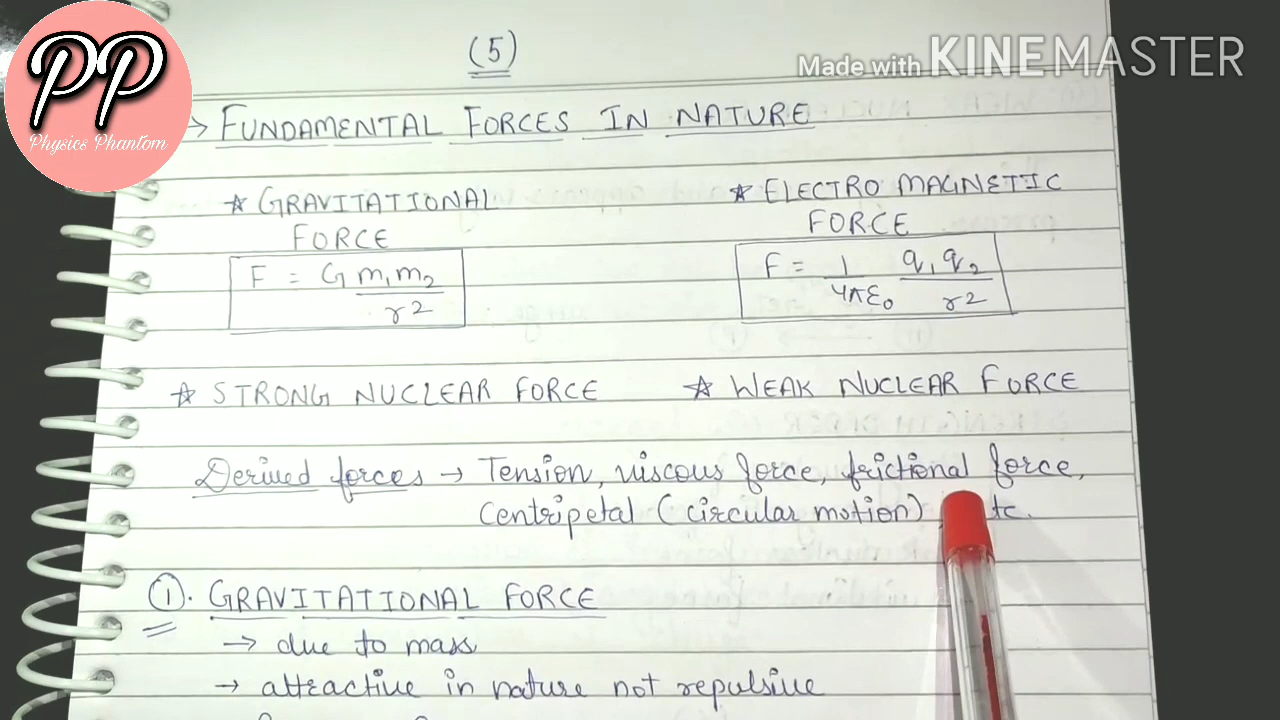 PP
Physics Phantom
Made with KINEMASTER
(5)
→ FUNDAMENTAL FORCES IN NATURE
☆ GRAVITATIONAL FORCE
F = G m₁m₂ / r²
☆ ELECTRO MAGNETIC FORCE
F = 1 / 4πε₀ q₁q₂ / r²
☆ STRONG NUCLEAR FORCE ☆ WEAK NUCLEAR FORCE
Derived forces → Tension, viscous force, frictional force,
Centripetal (circular motion) tc.
①. GRAVITATIONAL FORCE
→ due to mass
→ attractive in nature not repulsive